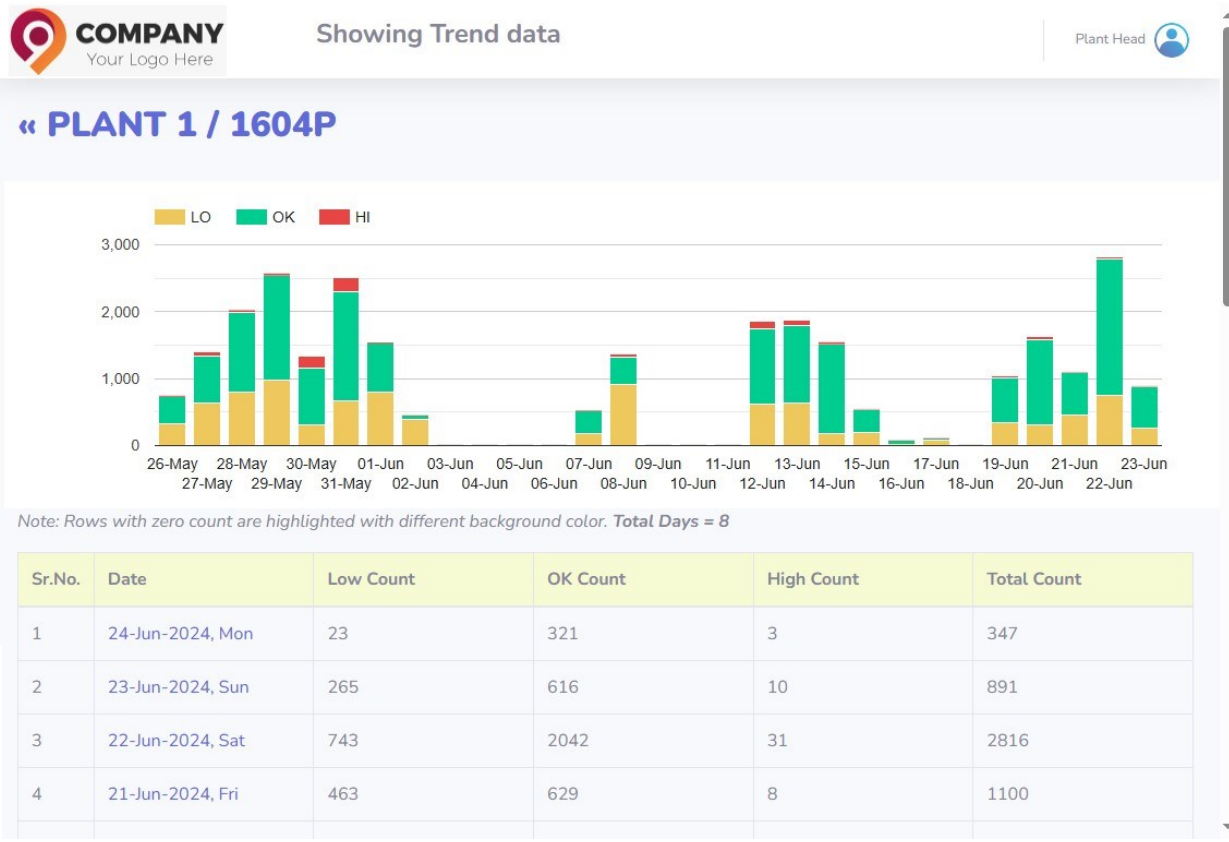 COMPANY
Your Logo Here
Showing Trend data
Plant Head
« PLANT 1 / 1604P
LO OK HI
3,000
2,000
1,000
0
26-May 28-May 30-May 01-Jun 03-Jun 05-Jun 07-Jun 09-Jun 11-Jun 13-Jun 15-Jun 17-Jun 19-Jun 21-Jun 23-Jun
27-May 29-May 31-May 02-Jun 04-Jun 06-Jun 08-Jun 10-Jun 12-Jun 14-Jun 16-Jun 18-Jun 20-Jun 22-Jun
Note: Rows with zero count are highlighted with different background color. Total Days = 8
Sr.No. Date Low Count OK Count High Count Total Count
1 24-Jun-2024, Mon 23 321 3 347
2 23-Jun-2024, Sun 265 616 10 891
3 22-Jun-2024, Sat 743 2042 31 2816
4 21-Jun-2024, Fri 463 629 8 1100